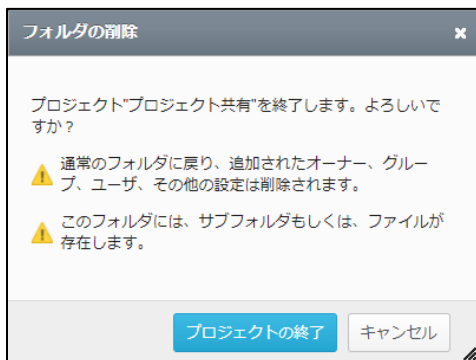 フォルダの削除
プロジェクト"プロジェクト共有"を終了します。よろしいで
すか？
通常のフォルダに戻り、追加されたオーナー、グルー
プ、ユーザ、その他の設定は削除されます。
このフォルダには、サブフォルダもしくは、ファイルが
存在します。
プロジェクトの終了 キャンセル